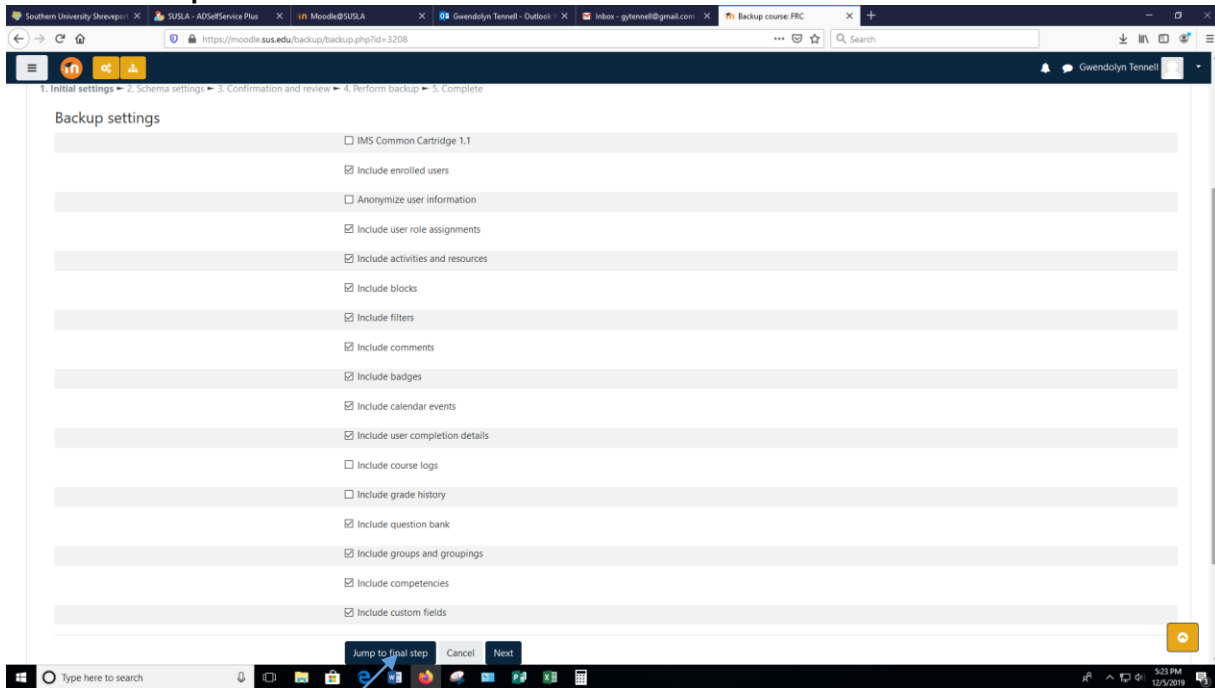 Southern University Shrevepor
SUSLA - ADSelfService Plus
Moodle@SUSLA
Gwendolyn Tennell - Outlook
Inbox - gytennell@gmail.com
Backup course: FRC
https://moodle.sus.edu/backup/backup.php?id=3208
Search
Gwendolyn Tennell
1. Initial settings ► 2. Schema settings ► 3. Confirmation and review ► 4. Perform backup ► 5. Complete
Backup settings
IMS Common Cartridge 1.1
Include enrolled users
Anonymize user information
Include user role assignments
Include activities and resources
Include blocks
Include filters
Include comments
Include badges
Include calendar events
Include user completion details
Include course logs
Include grade history
Include question bank
Include groups and groupings
Include competencies
Include custom fields
Jump to final step Cancel Next
Type here to search
5:23 PM
12/5/2019